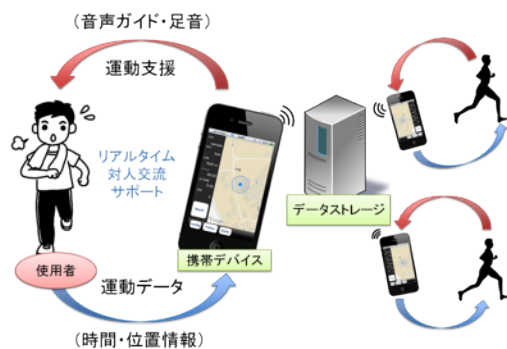 (音声ガイド・足音)
運動支援
リアルタイム
対人交流
サポート
データストレージ
携帯デバイス
使用者
運動データ
(時間・位置情報)